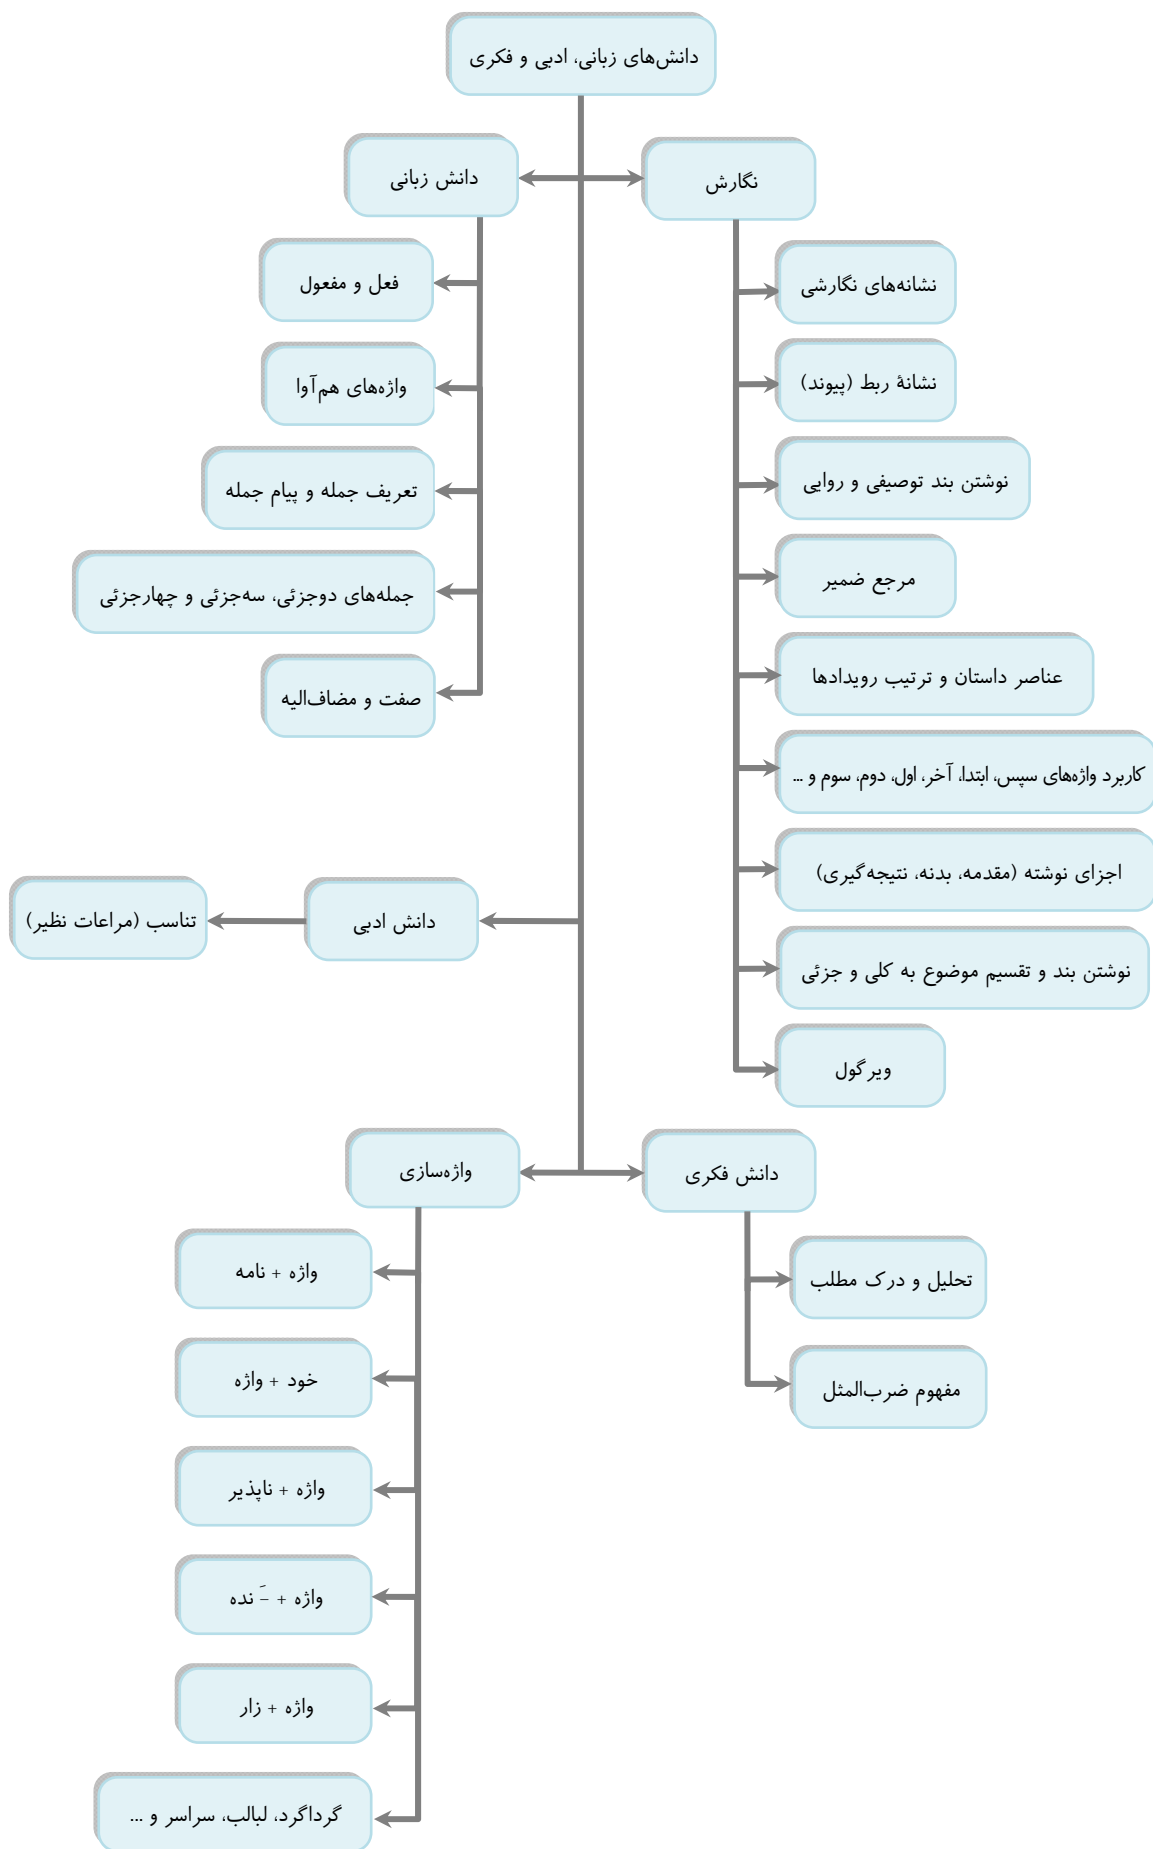 دانش‌های زبانی، ادبی و فکری
نگارش
نشانه‌های نگارشی
نشانهٔ ربط (پیوند)
نوشتن بند توصیفی و روایی
مرجع ضمیر
عناصر داستان و ترتیب رویدادها
کاربرد واژه‌های سپس، ابتدا، آخر، اول، دوم، سوم و ...
اجزای نوشته (مقدمه، بدنه، نتیجه‌گیری)
نوشتن بند و تقسیم موضوع به کلی و جزئی
ویرگول
دانش زبانی
فعل و مفعول
واژه‌های هم‌آوا
تعریف جمله و پیام جمله
جمله‌های دوجزئی، سه‌جزئی و چهارجزئی
صفت و مضاف‌الیه
دانش ادبی
تناسب (مراعات نظیر)
دانش فکری
تحلیل و درک مطلب
مفهوم ضرب‌المثل
واژه‌سازی
واژه + نامه
خود + واژه
واژه + ناپذیر
واژه + ـَ نده
واژه + زار
گرداگرد، لبالب، سراسر و ...